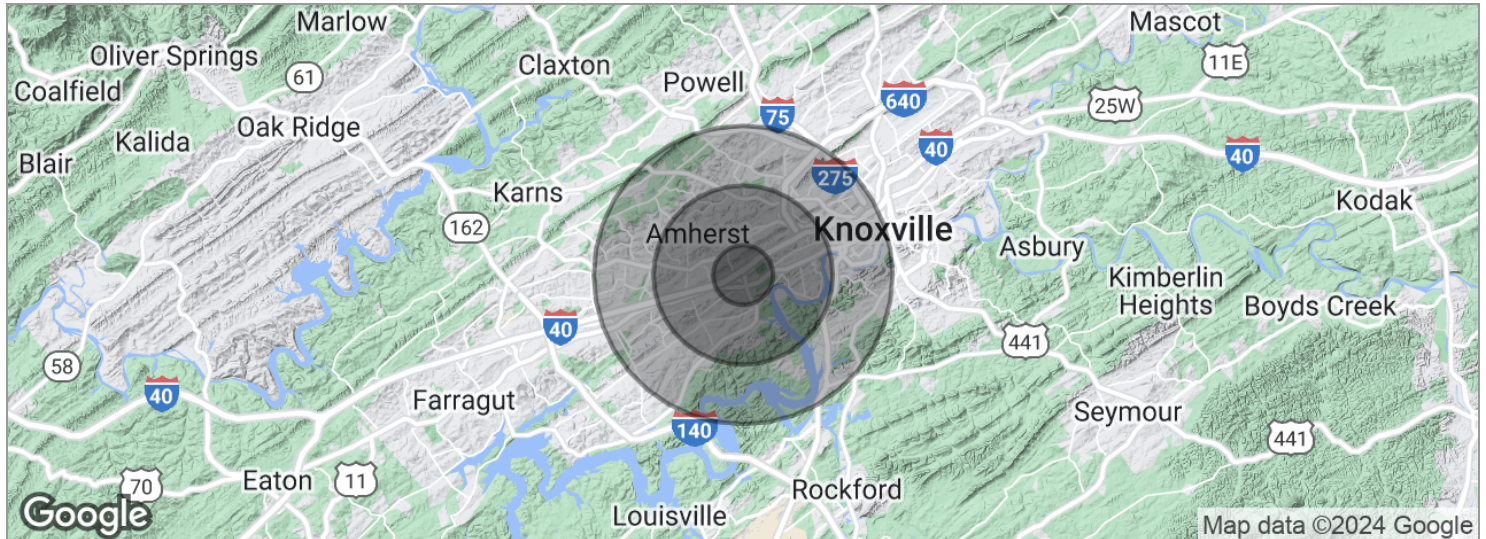 Marlow
Mascot
Oliver Springs
Claxton
11E
61
Powell
Coalfield
640
25W
75
Oak Ridge
Kalida
40
40
Blair
275
Karns
Kodak
162
Knoxville
Amherst
Asbury
Kimberlin
Heights
Boyds Creek
40
441
58
40
Farragut
Seymour
140
441
Eaton
11
70
Rockford
Google
Louisville
Map data ©2024 Google